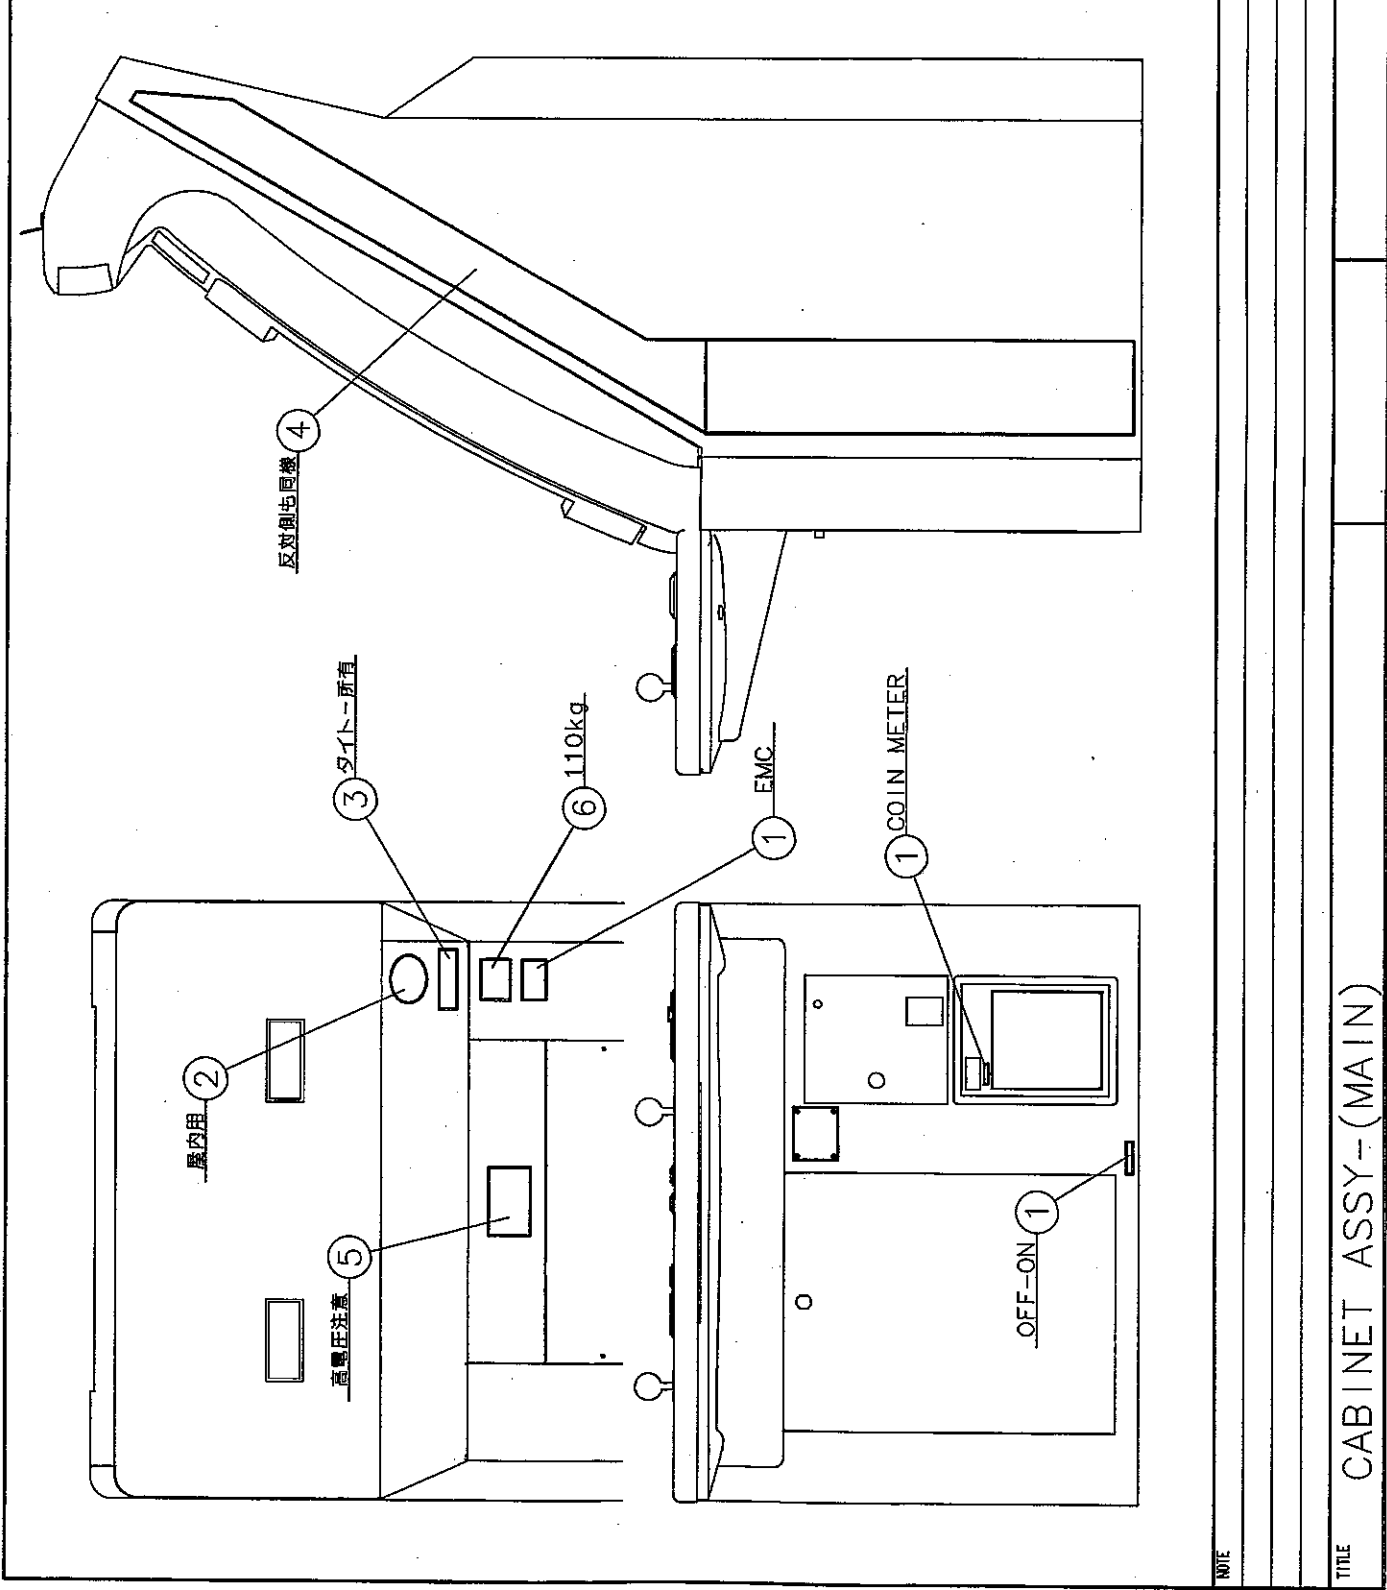 反対側も同様
4
タイトー所有
3
110kg
6
EMC
1
COIN METER
1
屋内用
2
高電圧注意
5
OFF-ON
1
NOTE
TITLE
CABINET ASSY-(MAIN)